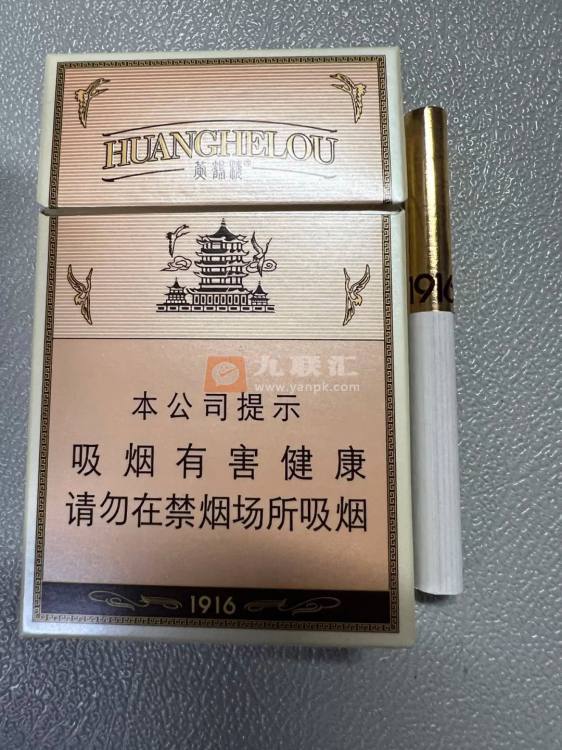 HUANGHELOU
黄鹤楼
1916
九联汇
www.yanpk.com
本公司提示
吸烟有害健康
请勿在禁烟场所吸烟
1916